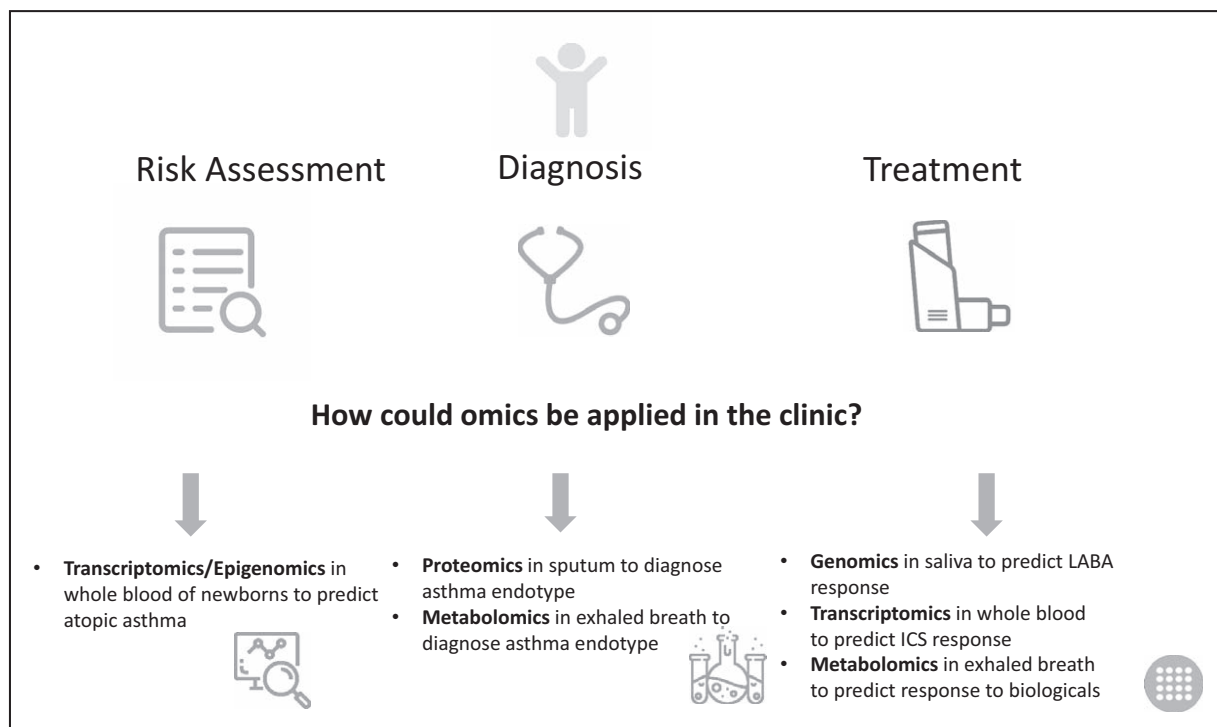 Risk Assessment
Diagnosis
Treatment
How could omics be applied in the clinic?
• Transcriptomics/Epigenomics in
whole blood of newborns to predict
atopic asthma
• Proteomics in sputum to diagnose
asthma endotype
• Metabolomics in exhaled breath to
diagnose asthma endotype
• Genomics in saliva to predict LABA
response
• Transcriptomics in whole blood
to predict ICS response
• Metabolomics in exhaled breath
to predict response to biologicals